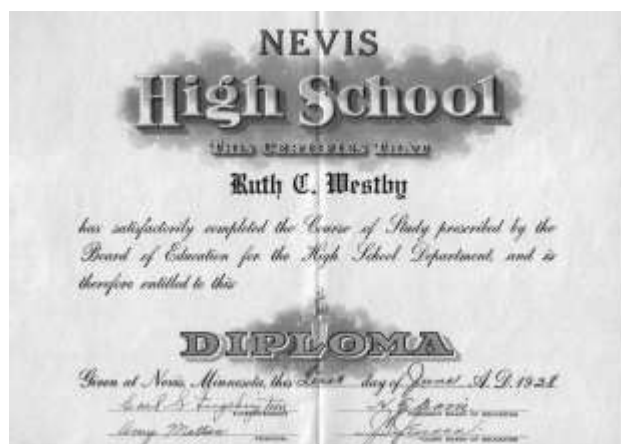 NEVIS
High School
THIS CERTIFIES THAT
Ruth C. Westby
has satisfactorily completed the Course of Study prescribed by the
Board of Education for the High School Department, and is
therefore entitled to this
DIPLOMA
Given at Nevis, Minnesota, this day of June A.D. 1928
Earl S.
Amy